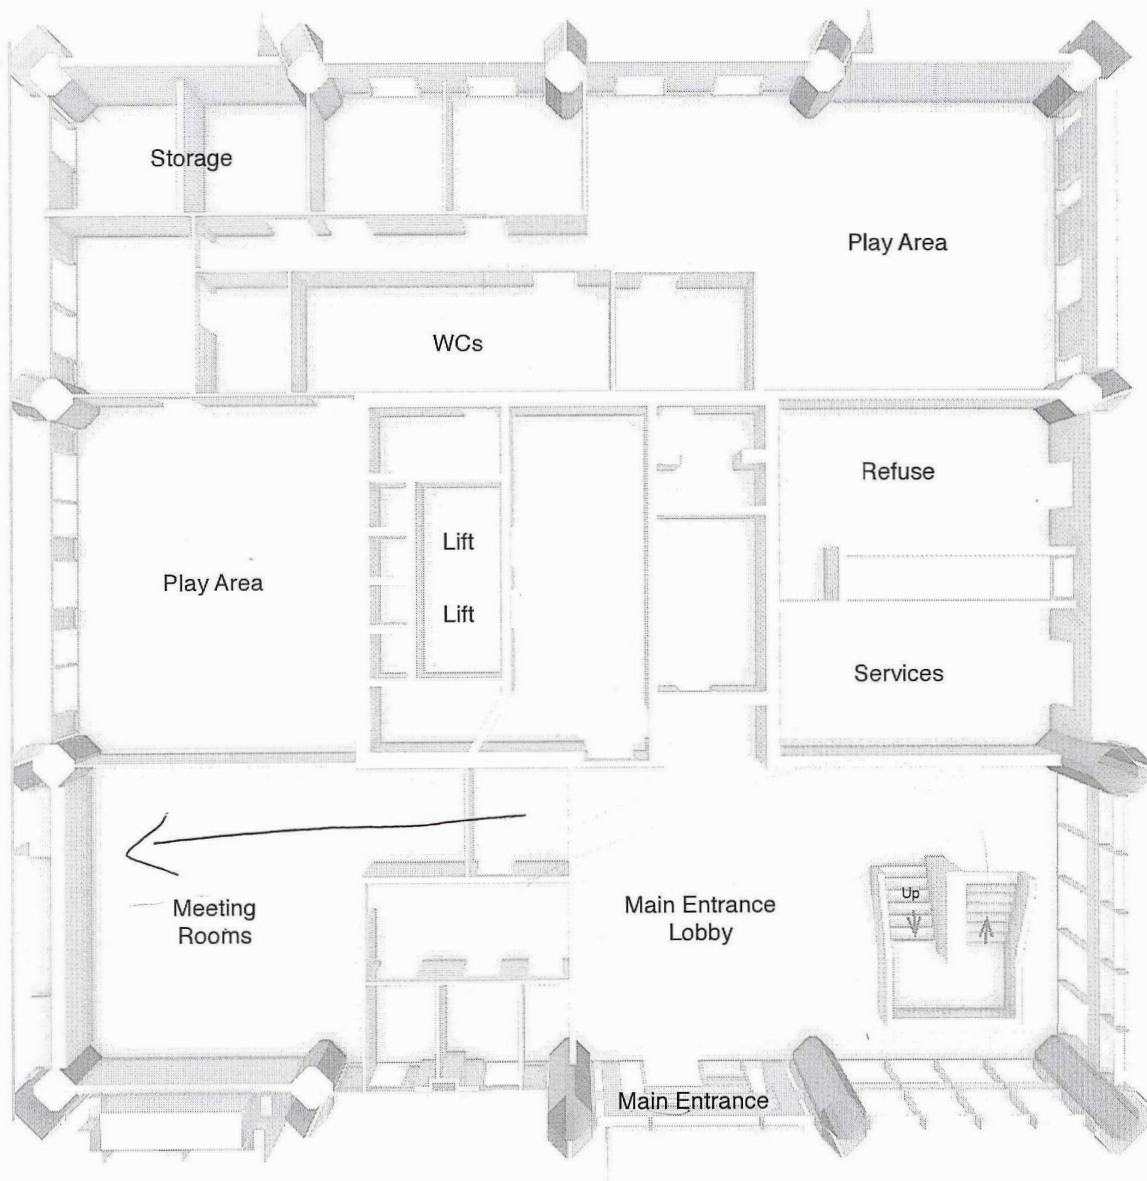 Storage
Play Area
WCs
Refuse
Lift
Play Area
Lift
Services
Up
Meeting
Rooms
Main Entrance
Lobby
Main Entrance